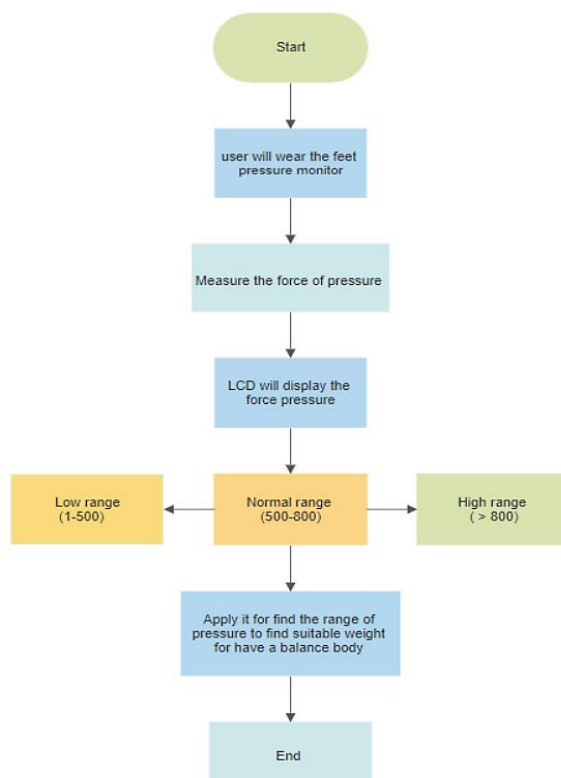 Start
user will wear the feet
pressure monitor
Measure the force of pressure
LCD will display the
force pressure
Low range
(1-500)
Normal range
(500-800)
High range
( > 800)
Apply it for find the range of
pressure to find suitable weight
for have a balance body
End